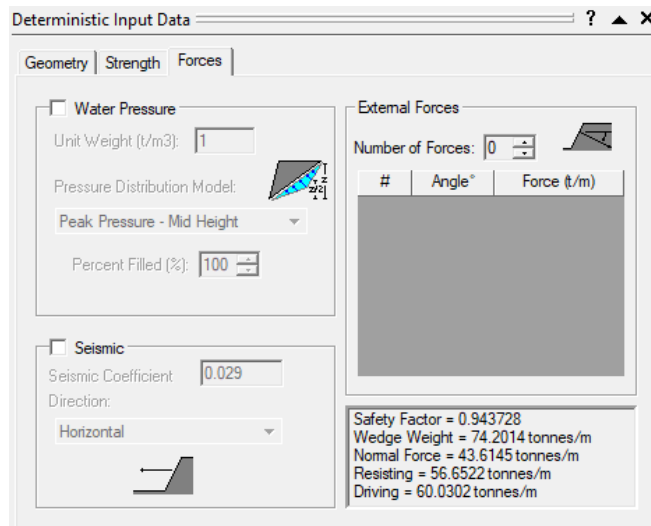 Deterministic Input Data ? ▲ X
Geometry Strength Forces
Water Pressure
Unit Weight (t/m3): 1
Pressure Distribution Model:
z
z/2
Peak Pressure - Mid Height
Percent Filled (%): 100
Seismic
Seismic Coefficient 0.029
Direction:
Horizontal
External Forces
Number of Forces: 0
# Angle° Force (t/m)
Safety Factor = 0.943728
Wedge Weight = 74.2014 tonnes/m
Normal Force = 43.6145 tonnes/m
Resisting = 56.6522 tonnes/m
Driving = 60.0302 tonnes/m